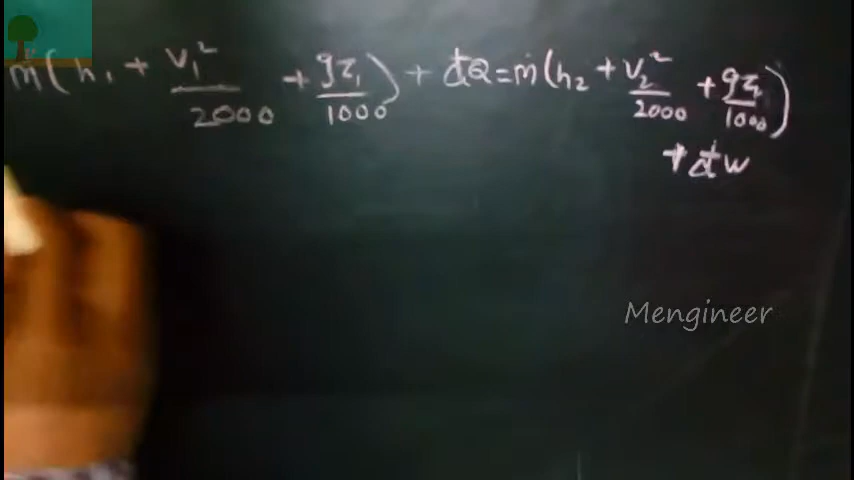 ṁ(h₁ + V₁²/2000 + gz₁/1000) + đQ = ṁ(h₂ + V₂²/2000 + gz₂/1000)
+ đW
Mengineer